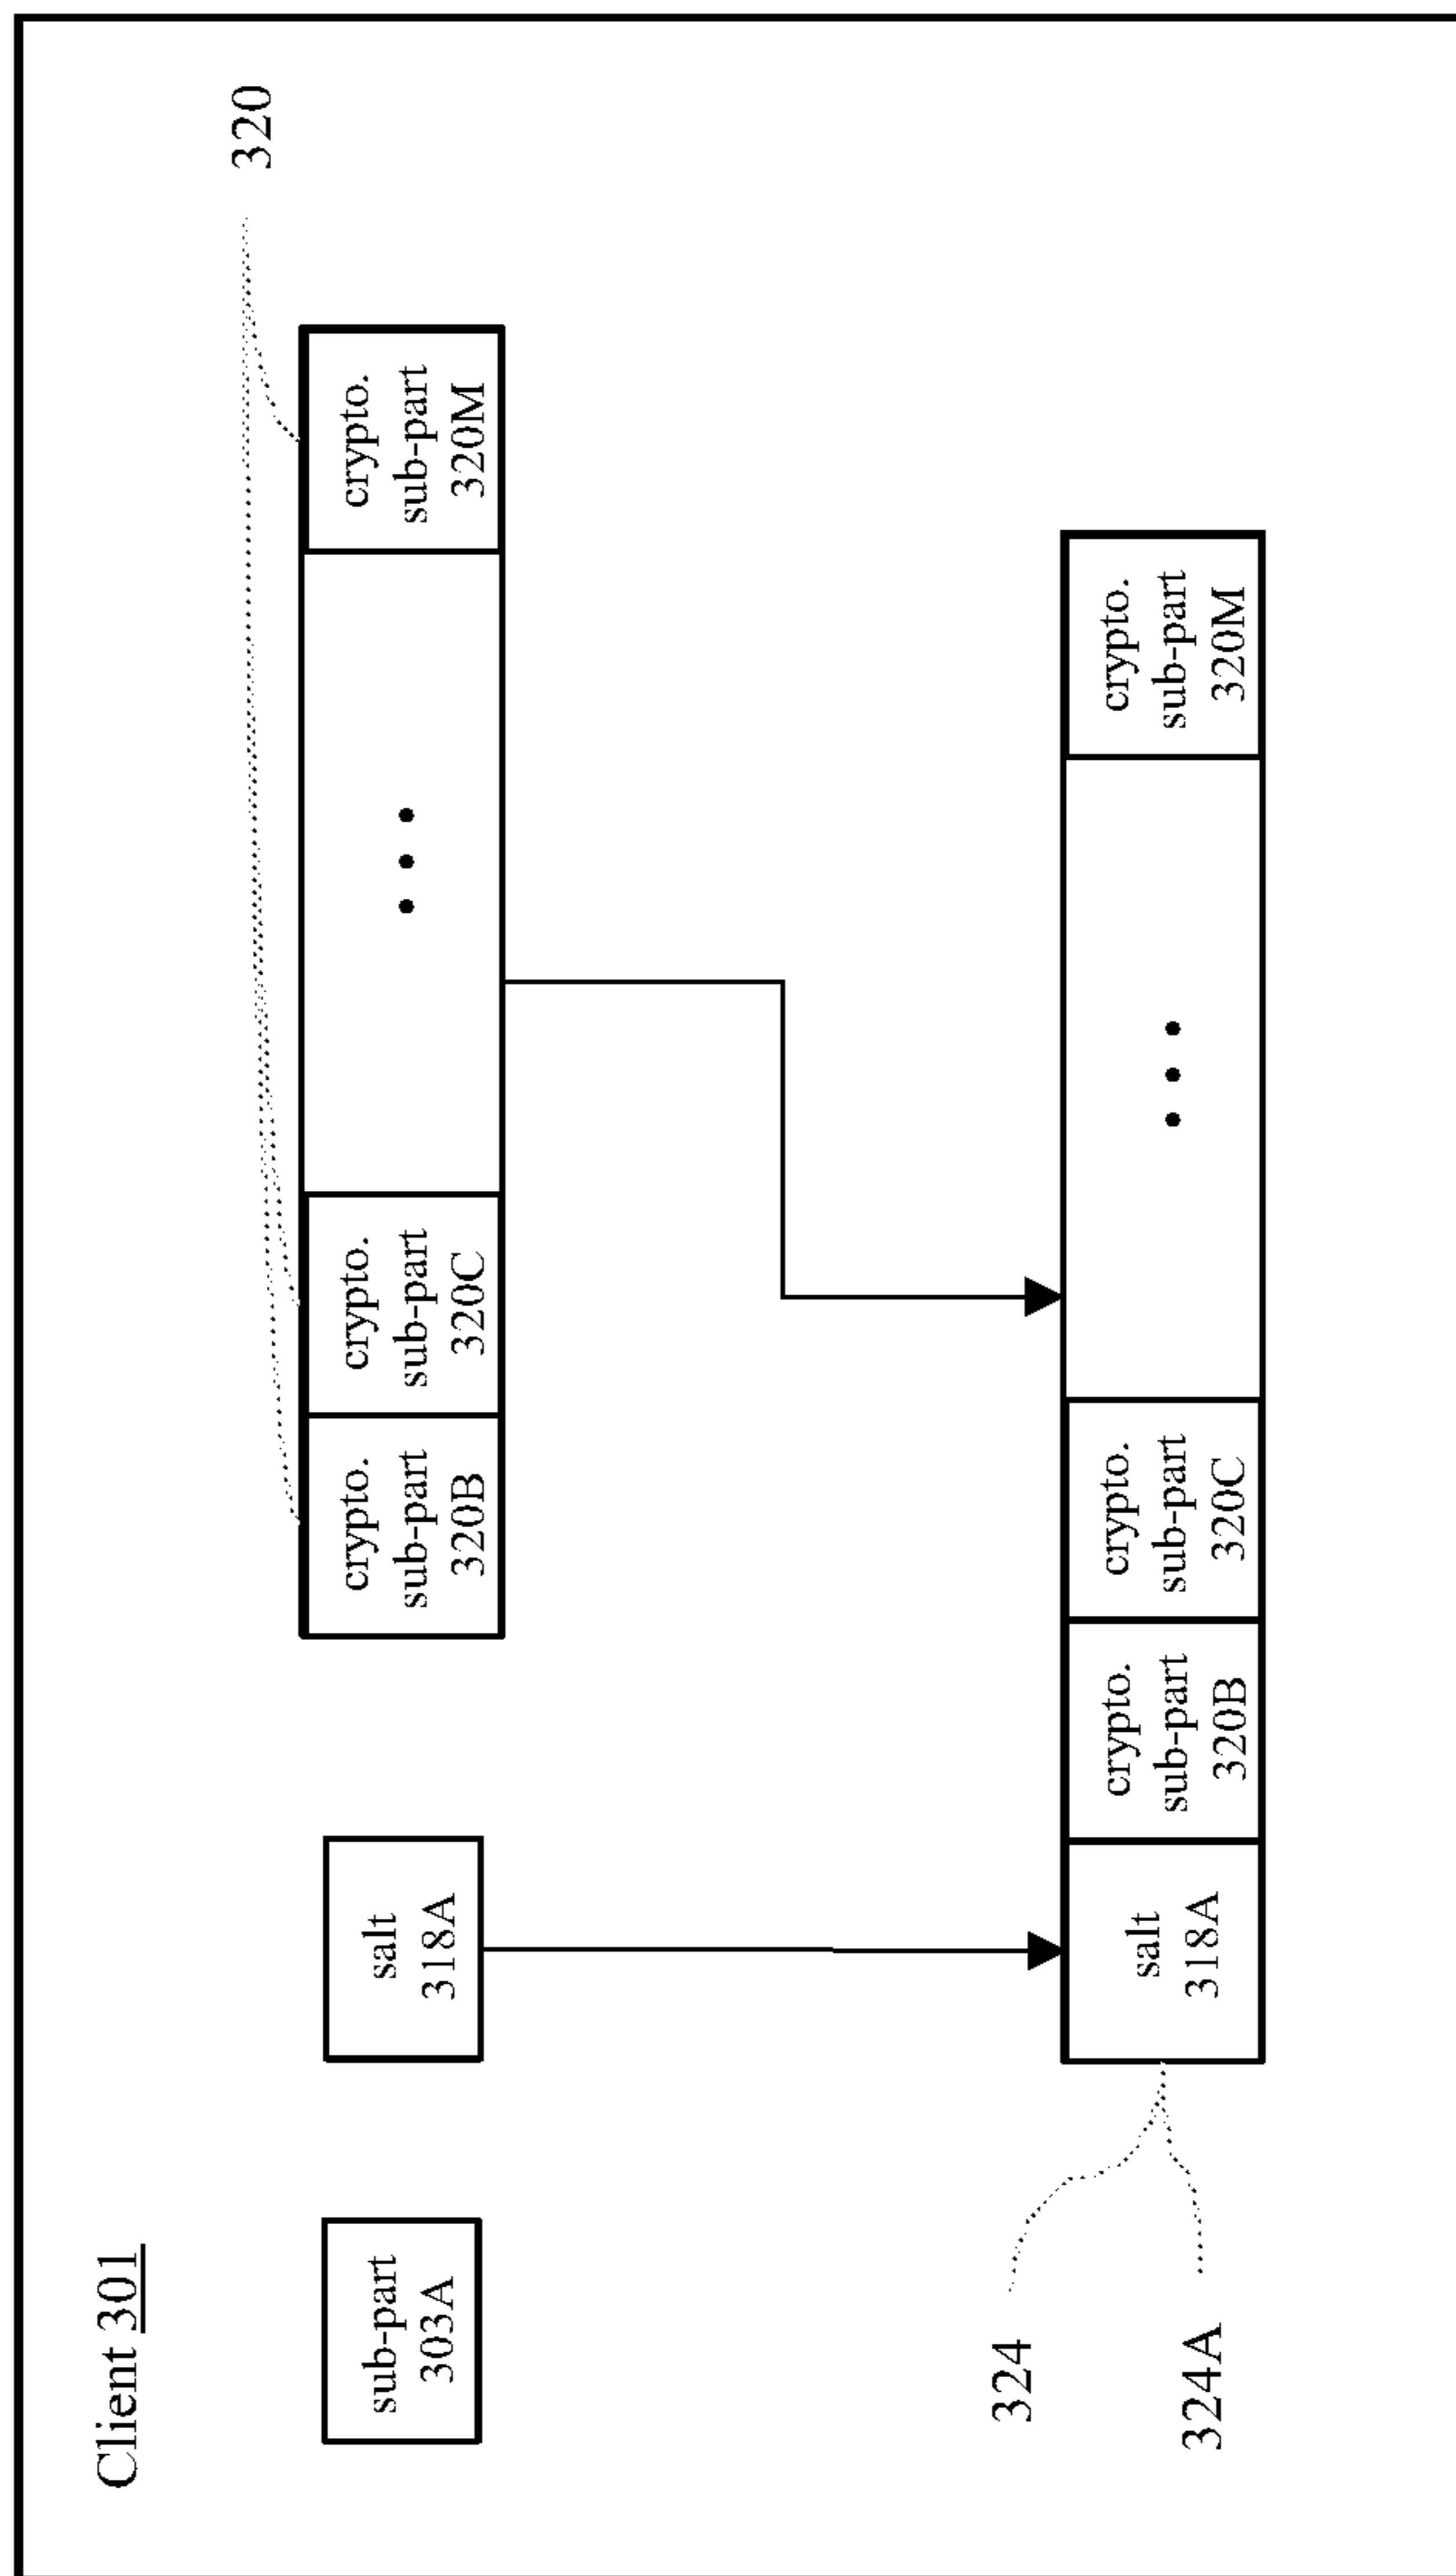 Client 301
320
sub-part
303A
salt
318A
crypto.
sub-part
320B
crypto.
sub-part
320C
• • •
crypto.
sub-part
320M
324
324A
salt
318A
crypto.
sub-part
320B
crypto.
sub-part
320C
• • •
crypto.
sub-part
320M